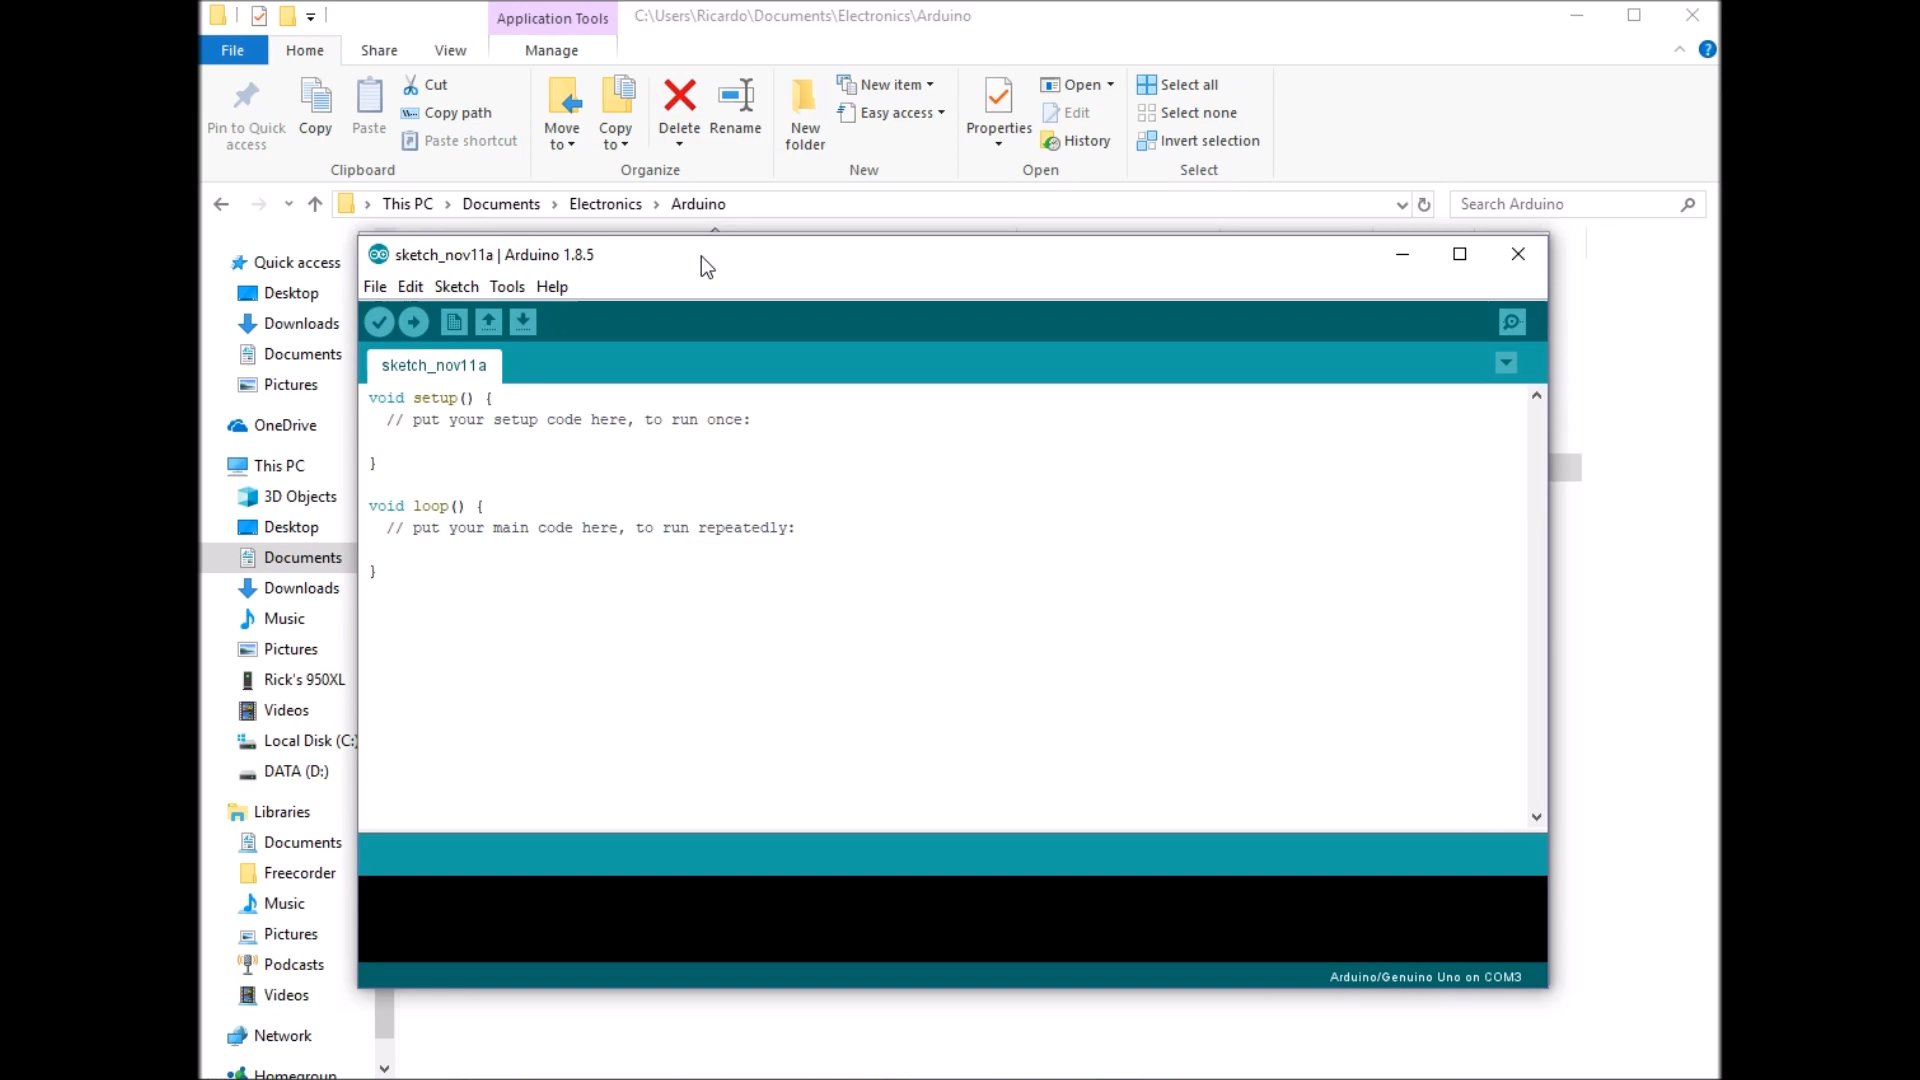 Application Tools
C:\Users\Ricardo\Documents\Electronics\Arduino
File
Home
Share
View
Manage
Pin to Quick access
Copy
Paste
Cut
Copy path
Paste shortcut
Clipboard
Move to
Copy to
Delete
Rename
Organize
New folder
New item
Easy access
New
Properties
Open
Edit
History
Open
Select all
Select none
Invert selection
Select
This PC > Documents > Electronics > Arduino
Search Arduino
Quick access
Desktop
Downloads
Documents
Pictures
OneDrive
This PC
3D Objects
Desktop
Documents
Downloads
Music
Pictures
Rick's 950XL
Videos
Local Disk (C:)
DATA (D:)
Libraries
Documents
Freecorder
Music
Pictures
Podcasts
Videos
Network
Homegroup
sketch_nov11a | Arduino 1.8.5
File Edit Sketch Tools Help
sketch_nov11a
void setup() {
// put your setup code here, to run once:
}
void loop() {
// put your main code here, to run repeatedly:
}
Arduino/Genuino Uno on COM3